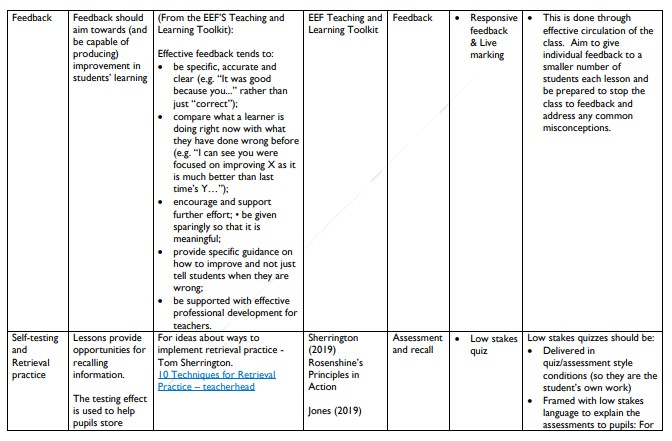 Feedback
Feedback should
aim towards (and
be capable of
producing)
improvement in
students' learning
(From the EEF'S Teaching and
Learning Toolkit):
Effective feedback tends to:
• be specific, accurate and
clear (e.g. "It was good
because you..." rather than
just "correct");
• compare what a learner is
doing right now with what
they have done wrong before
(e.g. "I can see you were
focused on improving X as it
is much better than last
time's Y…");
• encourage and support
further effort; • be given
sparingly so that it is
meaningful;
• provide specific guidance on
how to improve and not just
tell students when they are
wrong;
• be supported with effective
professional development for
teachers.
EEF Teaching and
Learning Toolkit
Feedback
• Responsive
feedback
& Live
marking
• This is done through
effective circulation of the
class. Aim to give
individual feedback to a
smaller number of
students each lesson and
be prepared to stop the
class to feedback and
address any common
misconceptions.
Self-testing
and
Retrieval
practice
Lessons provide
opportunities for
recalling
information.
The testing effect
is used to help
pupils store
For ideas about ways to
implement retrieval practice -
Tom Sherrington.
10 Techniques for Retrieval
Practice – teacherhead
Sherrington
(2019)
Rosenshine's
Principles in
Action
Jones (2019)
Assessment
and recall
• Low stakes
quiz
Low stakes quizzes should be:
• Delivered in
quiz/assessment style
conditions (so they are the
student's own work)
• Framed with low stakes
language to explain the
assessments to pupils: For